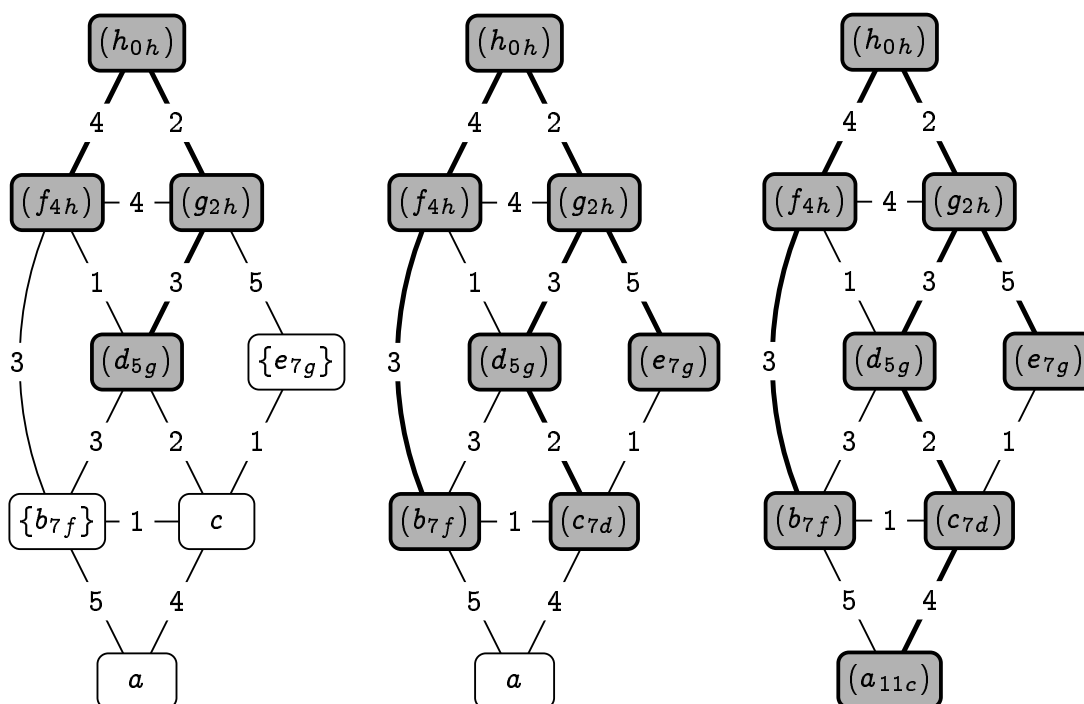 (h0h) (h0h) (h0h)
4 2 4 2 4 2
(f4h) 4 (g2h) (f4h) 4 (g2h) (f4h) 4 (g2h)
1 3 5 1 3 5 1 3 5
3 (d5g) {e7g} 3 (d5g) (e7g) 3 (d5g) (e7g)
3 2 1 3 2 1 3 2 1
{b7f} 1 c (b7f) 1 (c7d) (b7f) 1 (c7d)
5 4 5 4 5 4
a a (a11c)